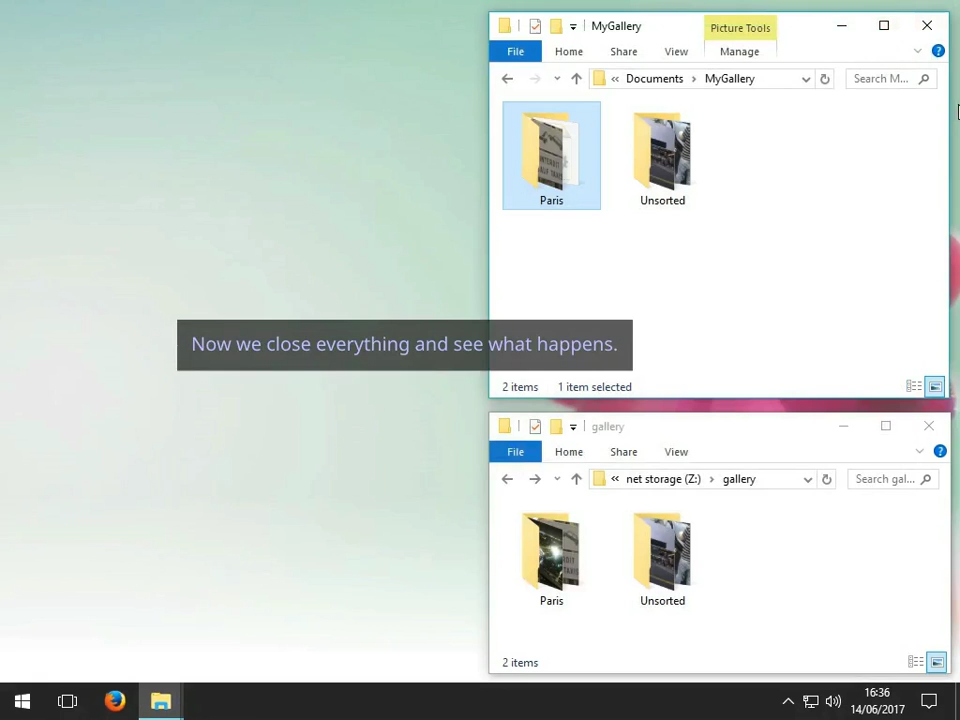 MyGallery
Picture Tools
File
Home
Share
View
Manage
« Documents › MyGallery
Search M...
Paris
Unsorted
Now we close everything and see what happens.
2 items
1 item selected
gallery
File
Home
Share
View
« net storage (Z:) › gallery
Search gal...
Paris
Unsorted
2 items
16:36
14/06/2017